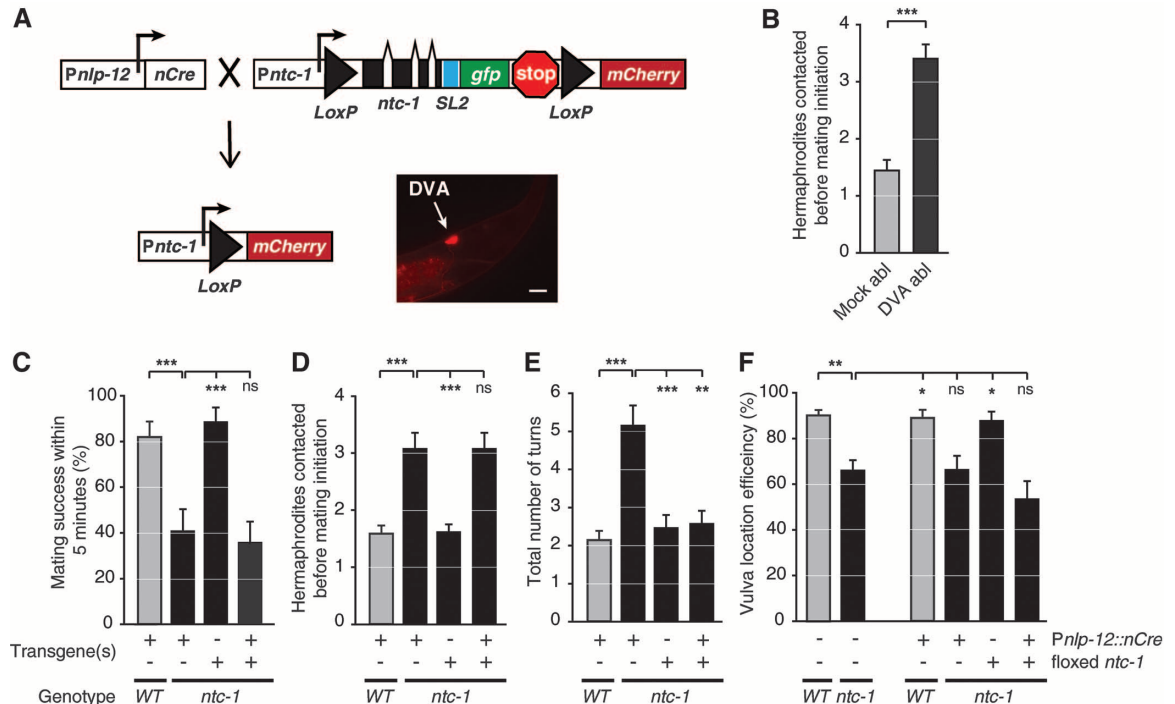 A
Pnlp-12 nCre
Pntc-1
gfp
stop
mCherry
LoxP
ntc-1
SL2
LoxP
Pntc-1
mCherry
LoxP
DVA
B
Hermaphrodites contacted
before mating initiation
4
3
2
1
0
***
Mock abl
DVA abl
C
Mating success within
5 minutes (%)
100
80
60
40
20
0
***
***
ns
D
Hermaphrodites contacted
before mating initiation
4
3
2
1
0
***
***
ns
E
Total number of turns
6
5
4
3
2
1
0
***
***
**
F
Vulva location efficeincy (%)
100
80
60
40
20
0
**
*
ns
*
ns
Transgene(s)
+ + - + + + - + + + - + - - + + - + Pnlp-12::nCre
- - + + - - + + - - + + - - - - + + floxed ntc-1
Genotype WT ntc-1 WT ntc-1 WT ntc-1 WT ntc-1 WT ntc-1